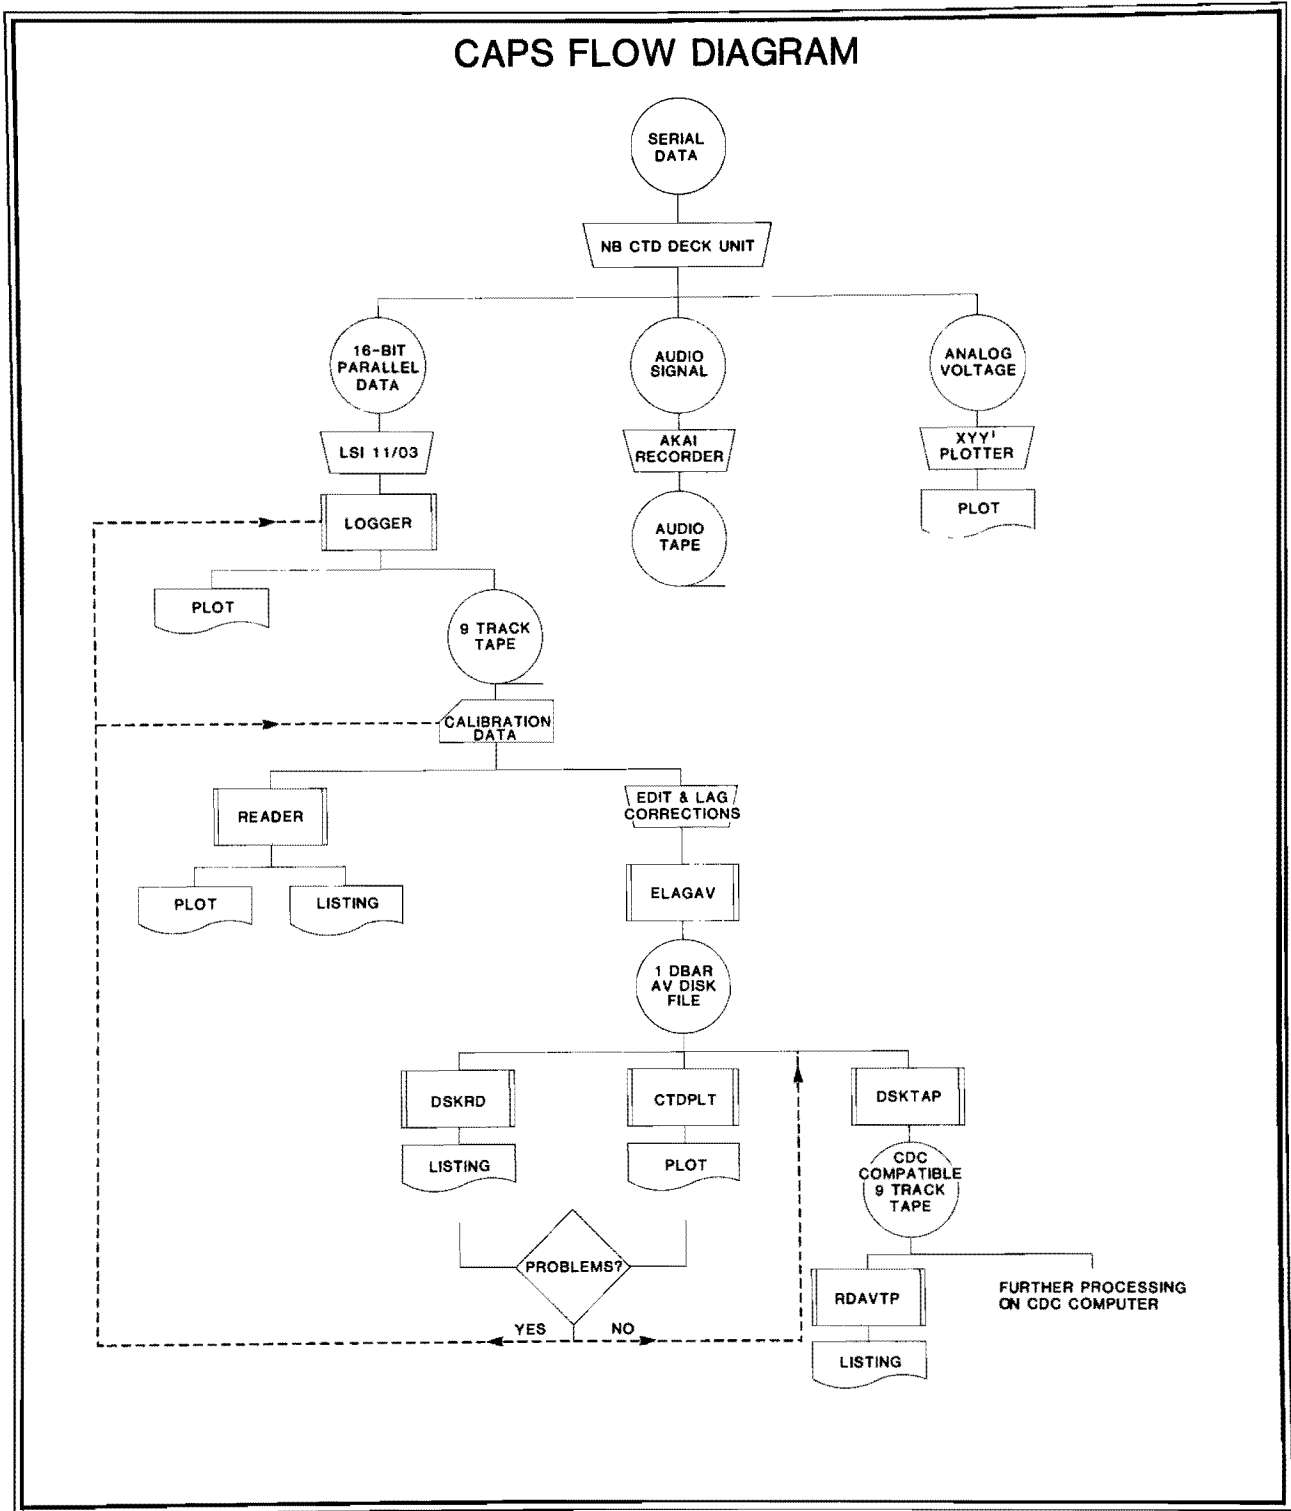 CAPS FLOW DIAGRAM
SERIAL
DATA
NB CTD DECK UNIT
16-BIT
PARALLEL
DATA
AUDIO
SIGNAL
ANALOG
VOLTAGE
LSI 11/03
AKAI
RECORDER
XYY'
PLOTTER
LOGGER
AUDIO
TAPE
PLOT
PLOT
9 TRACK
TAPE
CALIBRATION
DATA
READER
EDIT & LAG
CORRECTIONS
PLOT
LISTING
ELAGAV
1 DBAR
AV DISK
FILE
DSKRD
CTDPLT
DSKTAP
LISTING
PLOT
CDC
COMPATIBLE
9 TRACK
TAPE
PROBLEMS?
YES
NO
RDAVTP
FURTHER PROCESSING
ON CDC COMPUTER
LISTING